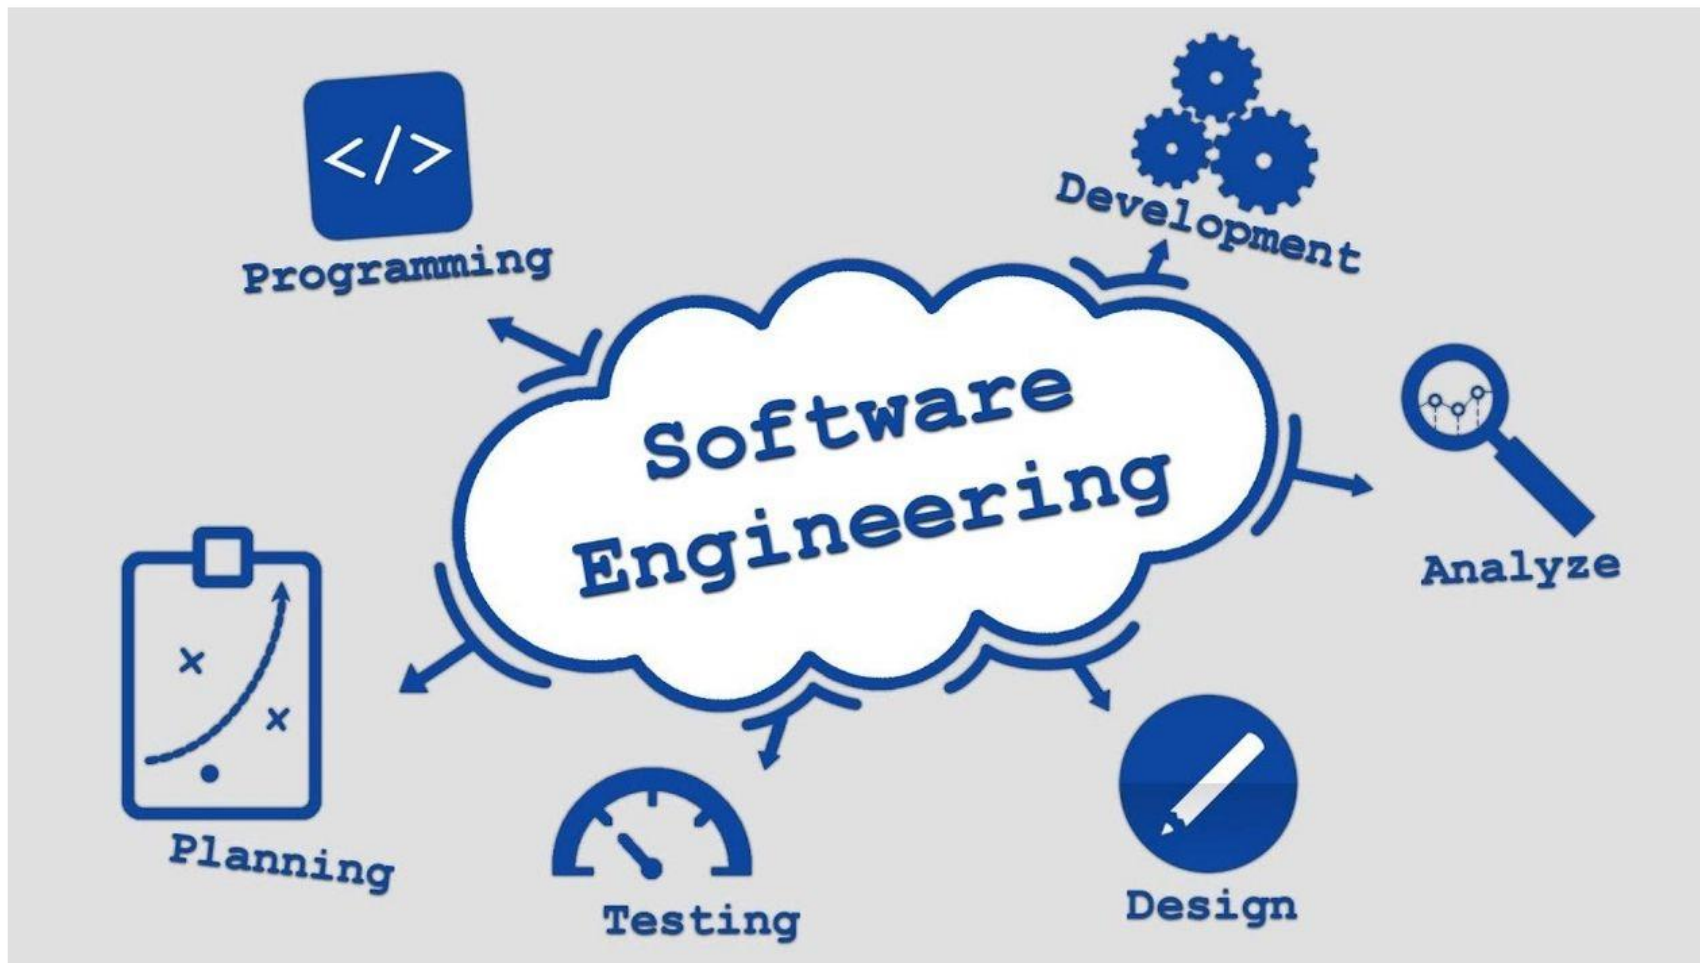 </>
Programming
Development
Software
Engineering
Analyze
Planning
Testing
Design